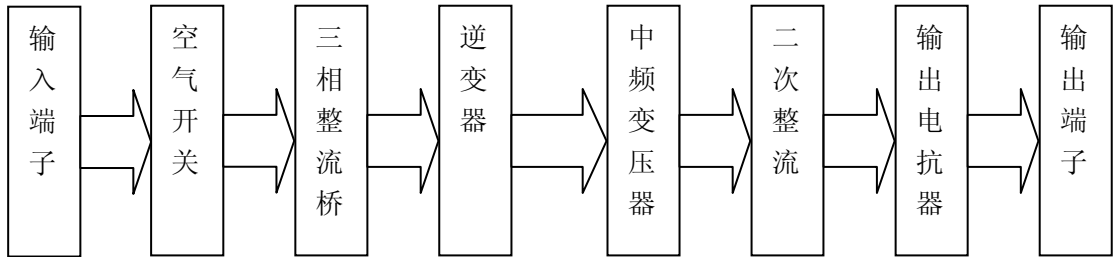 输入端子
空气开关
三相整流桥
逆变器
中频变压器
二次整流
输出电抗器
输出端子